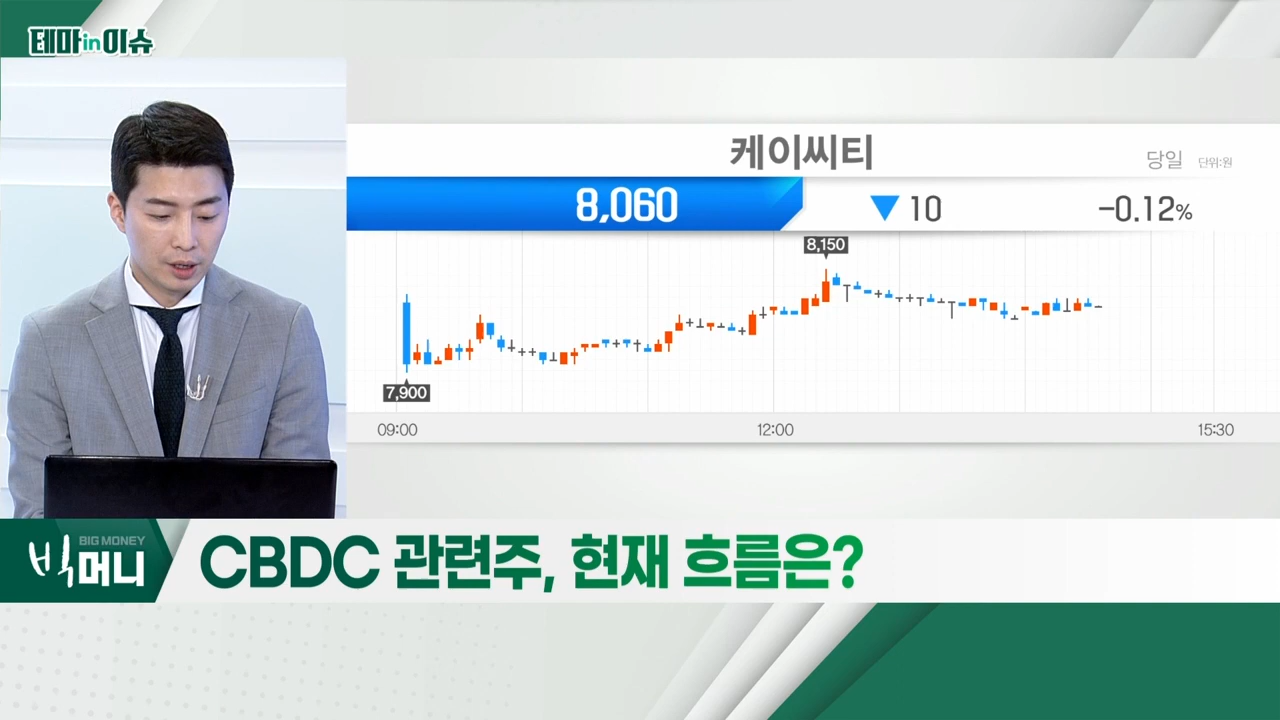 테마in이슈
케이씨티
당일 단위:원
8,060 ▼10 -0.12%
8,150
7,900
09:00 12:00 15:30
BIG MONEY
빅머니
CBDC 관련주, 현재 흐름은?